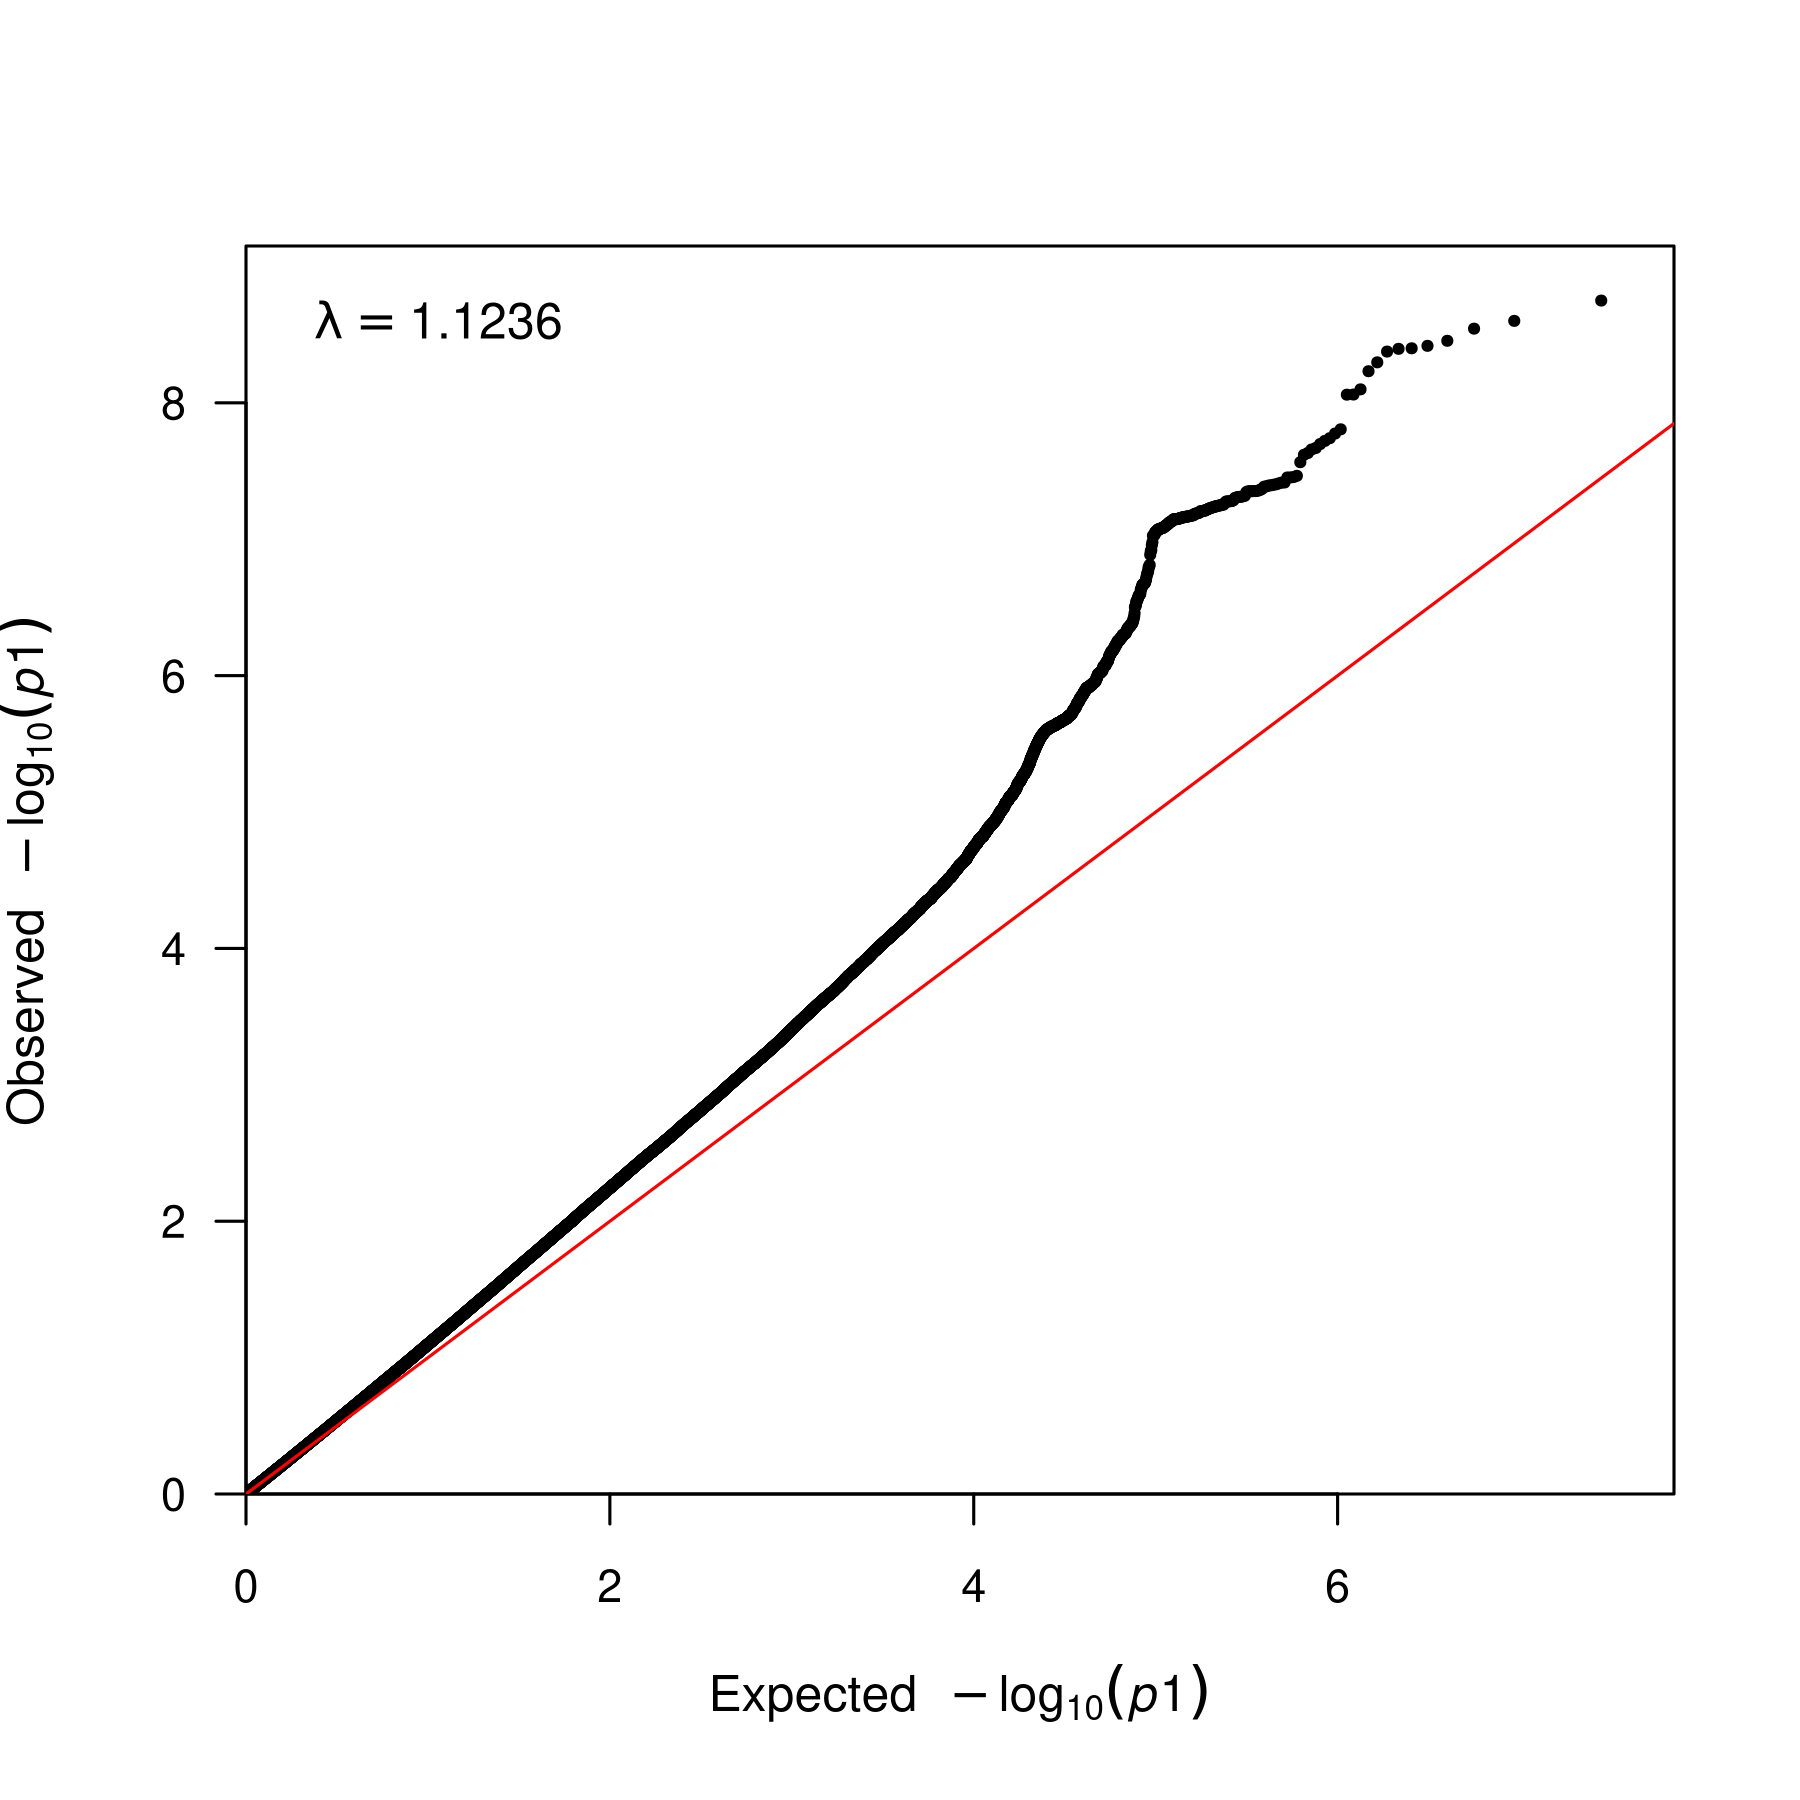 λ = 1.1236
8
6
4
2
0
0 2 4 6
Observed −log₁₀(p1)
Expected −log₁₀(p1)